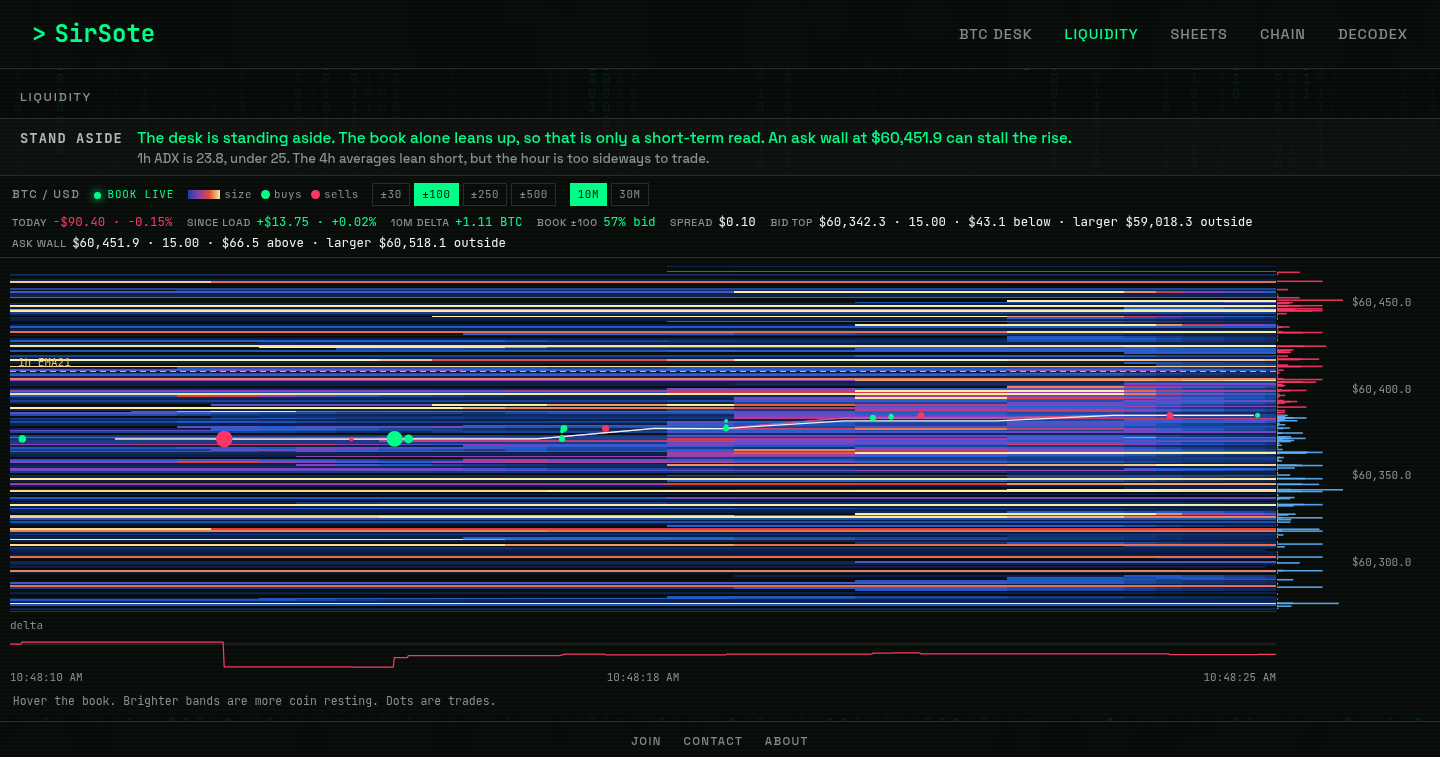 > SirSote
BTC DESK LIQUIDITY SHEETS CHAIN DECODEX
LIQUIDITY
STAND ASIDE The desk is standing aside. The book alone leans up, so that is only a short-term read. An ask wall at $60,451.9 can stall the rise.
1h ADX is 23.8, under 25. The 4h averages lean short, but the hour is too sideways to trade.
BTC / USD BOOK LIVE size buys sells ±30 ±100 ±250 ±500 10M 30M
TODAY -$90.40 · -0.15% SINCE LOAD +$13.75 · +0.02% 10M DELTA +1.11 BTC BOOK ±100 57% bid SPREAD $0.10 BID TOP $60,342.3 · 15.00 · $43.1 below · larger $59,018.3 outside
ASK WALL $60,451.9 · 15.00 · $66.5 above · larger $60,518.1 outside
$60,450.0
1h EMA21
$60,400.0
$60,350.0
$60,300.0
delta
10:48:10 AM 10:48:18 AM 10:48:25 AM
Hover the book. Brighter bands are more coin resting. Dots are trades.
JOIN CONTACT ABOUT